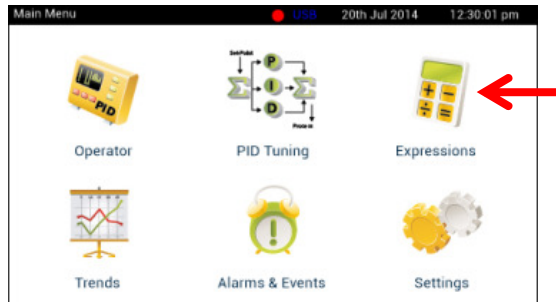 Main Menu USB 20th Jul 2014 12:30:01 pm
SetPoint
P
I
D
PID
Operator PID Tuning Expressions
Trends Alarms & Events Settings